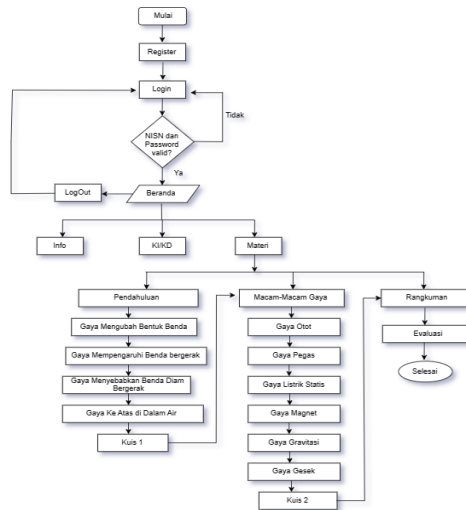 Mulai
Register
Login
Tidak
NISN dan
Password
valid?
Ya
LogOut
Beranda
Info
KI/KD
Materi
Pendahuluan
Macam-Macam Gaya
Rangkuman
Gaya Mengubah Bentuk Benda
Gaya Otot
Evaluasi
Gaya Mempengaruhi Benda bergerak
Gaya Pegas
Selesai
Gaya Menyebabkan Benda Diam
Bergerak
Gaya Listrik Statis
Gaya Ke Atas di Dalam Air
Gaya Magnet
Kuis 1
Gaya Gravitasi
Gaya Gesek
Kuis 2